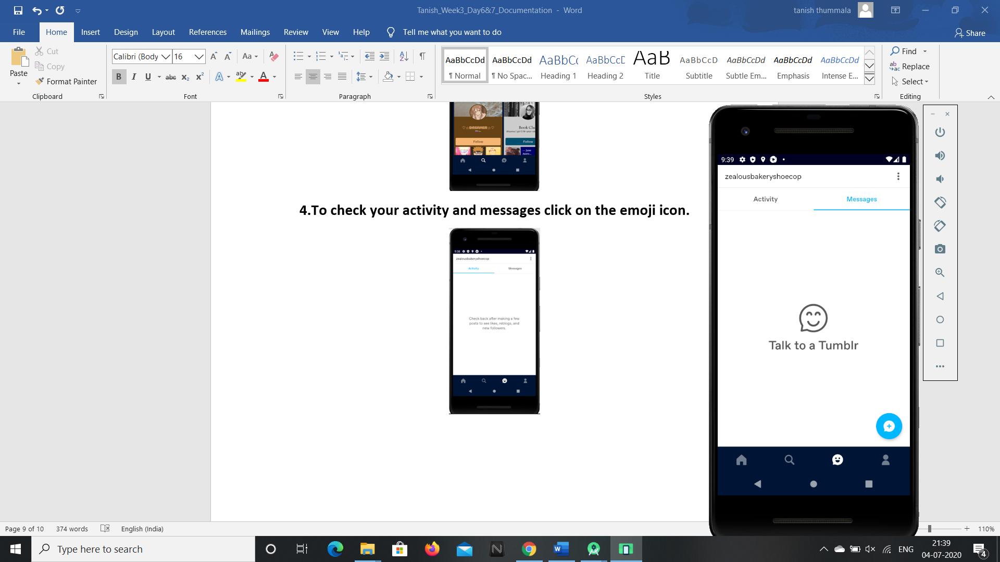 Tanish_Week3_Day6&7_Documentation - Word
tanish thummala
File Home Insert Design Layout References Mailings Review View Help Tell me what you want to do Share
Paste
Cut
Copy
Format Painter
Clipboard
Calibri (Body 16
Font
Paragraph
AaBbCcDd AaBbCcDd AaBbCc AaBbCcD AaB AaBbCcD AaBbCcDd AaBbCcDd AaBbCcDd
¶ Normal ¶ No Spac... Heading 1 Heading 2 Title Subtitle Subtle Em... Emphasis Intense E...
Styles
Find
Replace
Select
Editing
DREAMER
Follow
Book Clu
Follow
4.To check your activity and messages click on the emoji icon.
9:38
zealousbakeryshoecop
Activity Messages
Check back after making a few
posts to see likes, reblogs, and
new followers.
9:39
zealousbakeryshoecop
Activity Messages
Talk to a Tumblr
Page 9 of 10 374 words English (India) 110%
Type here to search
ENG
21:39
04-07-2020
4